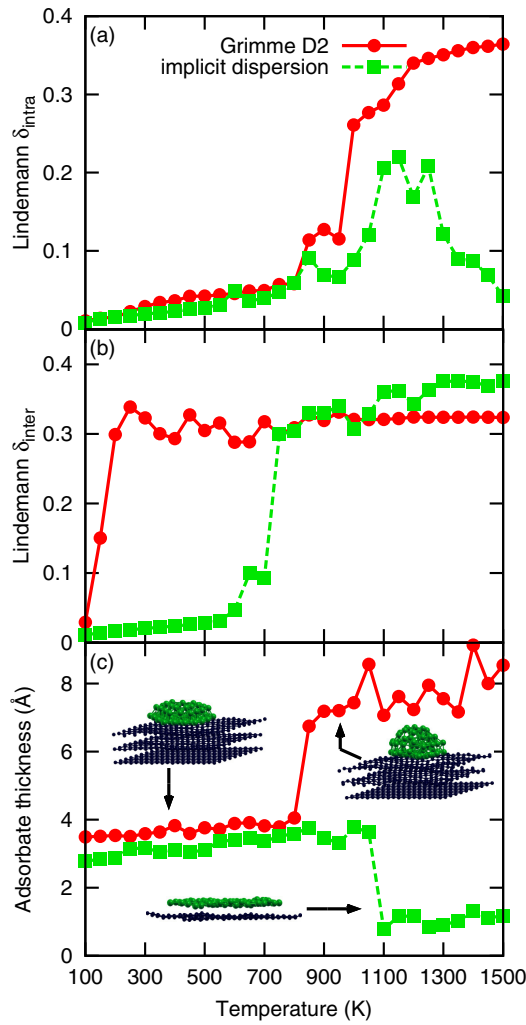 (a)
Grimme D2
implicit dispersion
Lindemann δintra
0.4
0.3
0.2
0.1
0
(b)
Lindemann δinter
0.4
0.3
0.2
0.1
0
(c)
Adsorbate thickness (Å)
8
6
4
2
0
100 300 500 700 900 1100 1300 1500
Temperature (K)